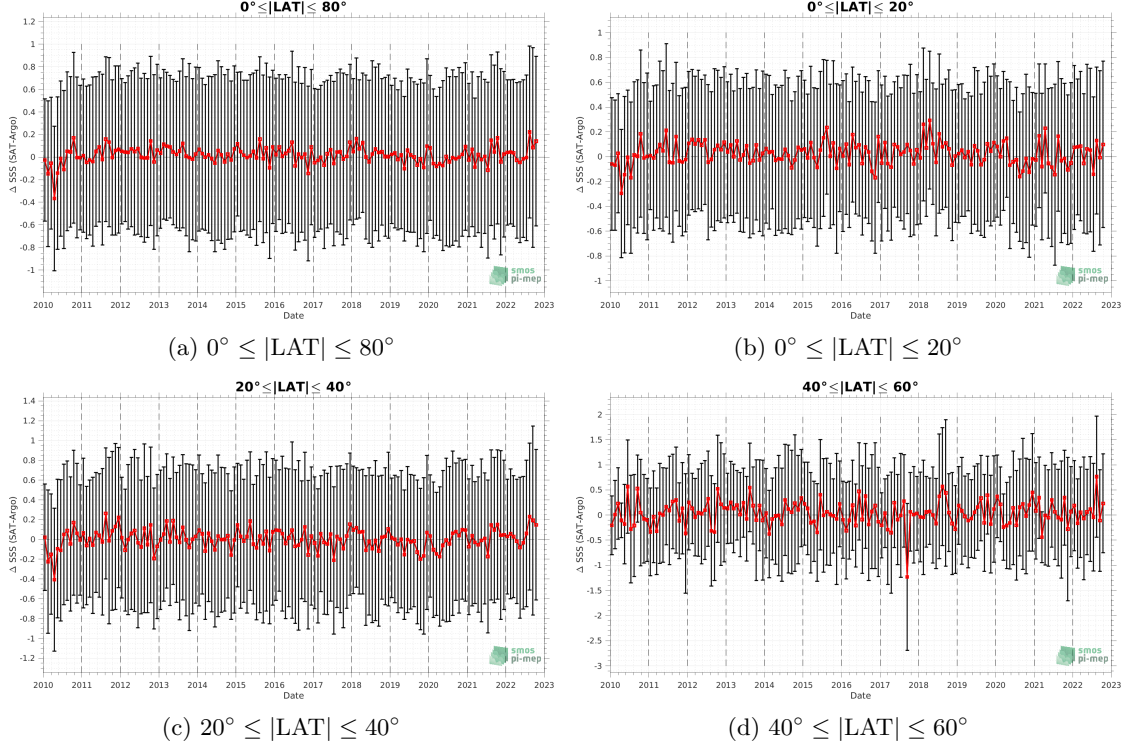 0°≤|LAT|≤ 80°
Δ SSS (SAT-Argo)
1.2
1
0.8
0.6
0.4
0.2
0
-0.2
-0.4
-0.6
-0.8
-1
smos
pi-mep
2010 2011 2012 2013 2014 2015 2016 2017 2018 2019 2020 2021 2022 2023
Date
(a) 0° ≤ |LAT| ≤ 80°
0°≤|LAT|≤ 20°
Δ SSS (SAT-Argo)
1
0.8
0.6
0.4
0.2
0
-0.2
-0.4
-0.6
-0.8
-1
smos
pi-mep
2010 2011 2012 2013 2014 2015 2016 2017 2018 2019 2020 2021 2022 2023
Date
(b) 0° ≤ |LAT| ≤ 20°
20°≤|LAT|≤ 40°
Δ SSS (SAT-Argo)
1.4
1.2
1
0.8
0.6
0.4
0.2
0
-0.2
-0.4
-0.6
-0.8
-1
-1.2
smos
pi-mep
2010 2011 2012 2013 2014 2015 2016 2017 2018 2019 2020 2021 2022 2023
Date
(c) 20° ≤ |LAT| ≤ 40°
40°≤|LAT|≤ 60°
Δ SSS (SAT-Argo)
2
1.5
1
0.5
0
-0.5
-1
-1.5
-2
-2.5
-3
smos
pi-mep
2010 2011 2012 2013 2014 2015 2016 2017 2018 2019 2020 2021 2022 2023
Date
(d) 40° ≤ |LAT| ≤ 60°